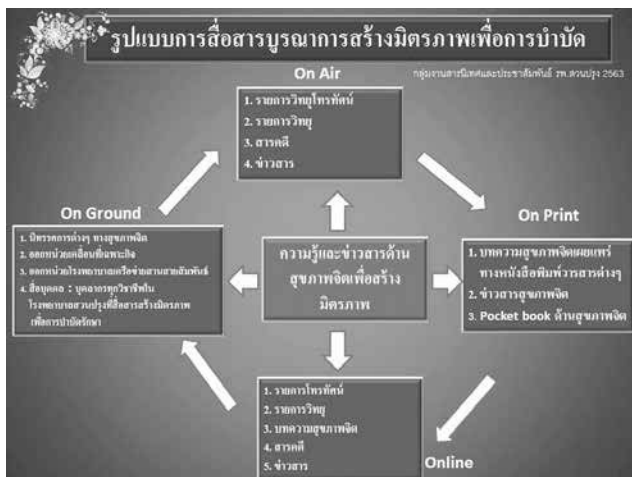 รูปแบบการสื่อสารบูรณาการสร้างมิตรภาพเพื่อการบำบัด
กลุ่มงานสารนิเทศและประชาสัมพันธ์ รพ.สวนปรุง 2563
On Air
1. รายการวิทยุโทรทัศน์
2. รายการวิทยุ
3. สารคดี
4. ข่าวสาร
On Ground
1. นิทรรศการต่างๆ ทางสุขภาพจิต
2. ออกหน่วยเคลื่อนที่เฉพาะกิจ
3. ออกหน่วยโรงพยาบาลเครือข่ายสานสายสัมพันธ์
4. สื่อบุคคล : บุคลากรทุกวิชาชีพใน
โรงพยาบาลสวนปรุงที่สื่อสารสร้างมิตรภาพ
เพื่อการบำบัดรักษา
ความรู้และข่าวสารด้าน
สุขภาพจิตเพื่อสร้าง
มิตรภาพ
On Print
1. บทความสุขภาพจิตเผยแพร่
ทางหนังสือพิมพ์วารสารต่างๆ
2. ข่าวสารสุขภาพจิต
3. Pocket book ด้านสุขภาพจิต
1. รายการโทรทัศน์
2. รายการวิทยุ
3. บทความสุขภาพจิต
4. สารคดี
5. ข่าวสาร
Online